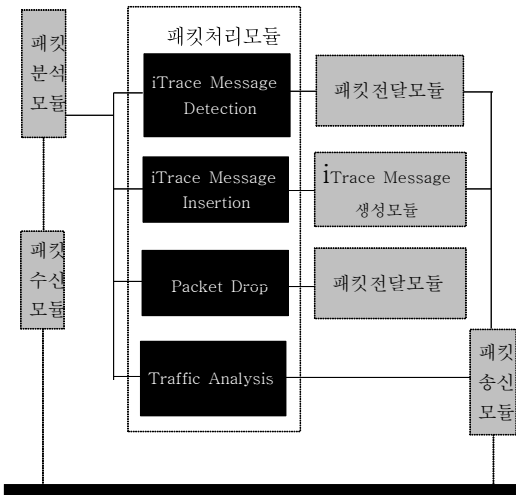 패킷
분석
모듈
패킷
수신
모듈
패킷처리모듈
iTrace Message
Detection
패킷전달모듈
iTrace Message
Insertion
iTrace Message
생성모듈
Packet Drop
패킷전달모듈
Traffic Analysis
패킷
송신
모듈